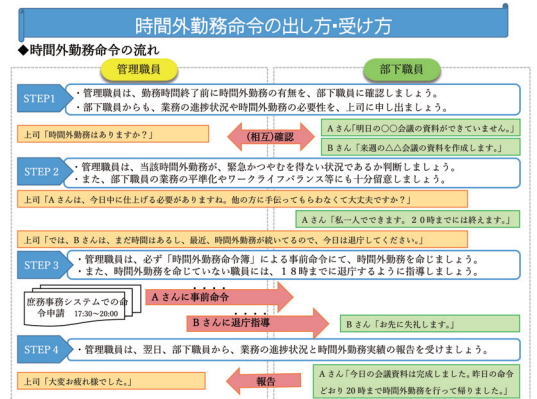 時間外勤務命令の出し方・受け方
◆時間外勤務命令の流れ
管理職員
部下職員
STEP1
・管理職員は、勤務時間終了前に時間外勤務の有無を、部下職員に確認しましょう。
・部下職員からも、業務の進捗状況や時間外勤務の必要性を、上司に申し出ましょう。
上司「時間外勤務はありますか？」
(相互)確認
Aさん「明日の〇〇会議の資料ができていません。」
Bさん「来週の△△会議の資料を作成します。」
STEP 2
・管理職員は、当該時間外勤務が、緊急かつやむを得ない状況であるか判断しましょう。
・また、部下職員の業務の平準化やワークライフバランス等にも十分留意しましょう。
上司「Aさんは、今日中に仕上げる必要がありますね。他の方に手伝ってもらわなくて大丈夫ですか？」
Aさん「私一人でできます。２０時までには終えます。」
上司「では、Bさんは、まだ時間はあるし、最近、時間外勤務が続いてるので、今日は退庁してください。」
STEP 3
・管理職員は、必ず「時間外勤務命令簿」による事前命令にて、時間外勤務を命じましょう。
・また、時間外勤務を命じていない職員には、１８時までに退庁するように指導しましょう。
庶務事務システムでの命
令申請 17:30～20:00
Aさんに事前命令
Bさんに退庁指導
Bさん「お先に失礼します。」
STEP 4
・管理職員は、翌日、部下職員から、業務の進捗状況と時間外勤務実績の報告を受けましょう。
上司「大変お疲れ様でした。」
報告
Aさん「今日の会議資料は完成しました。昨日の命令
どおり20時まで時間外勤務を行って帰りました。」